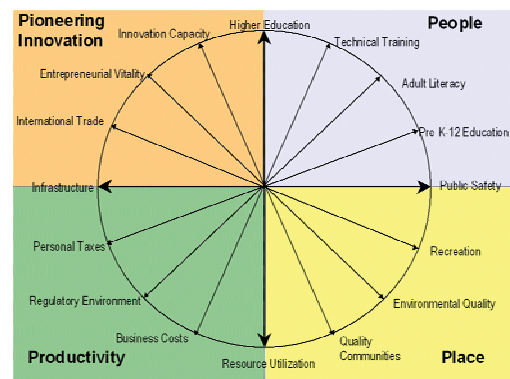 Pioneering
Innovation
People
Higher Education
Innovation Capacity
Technical Training
Entrepreneurial Vitality
Adult Literacy
International Trade
Pre K-12 Education
Infrastructure
Public Safety
Personal Taxes
Recreation
Regulatory Environment
Environmental Quality
Business Costs
Quality
Communities
Resource Utilization
Productivity
Place